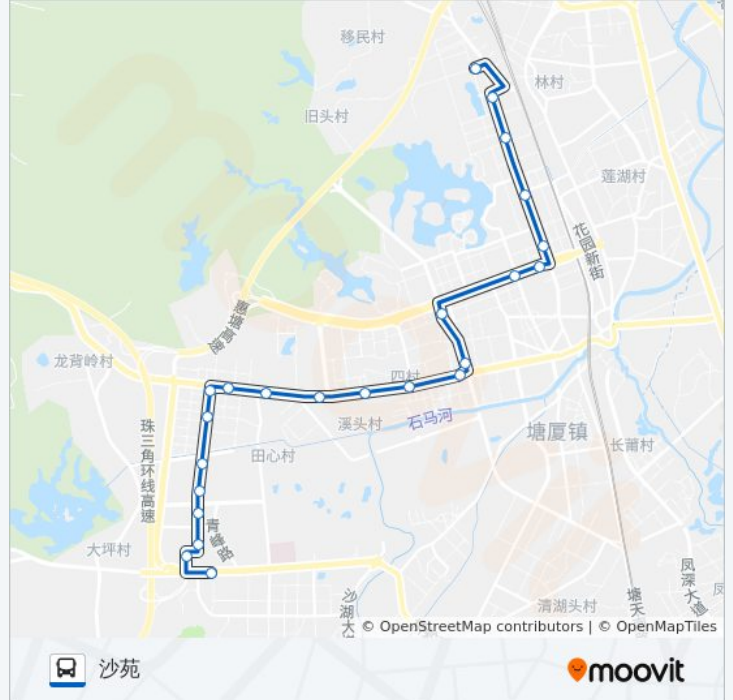 移民村
林村
旧头村
莲湖村
花园新街
惠塘高速
龙背岭村
四村
溪头村
石马河
塘厦镇
长莆村
珠三角环线高速
田心村
青峰路
大坪村
凤深大道
塘天
沙湖大
清湖头村
© OpenStreetMap contributors | © OpenMapTiles
沙苑
moovit